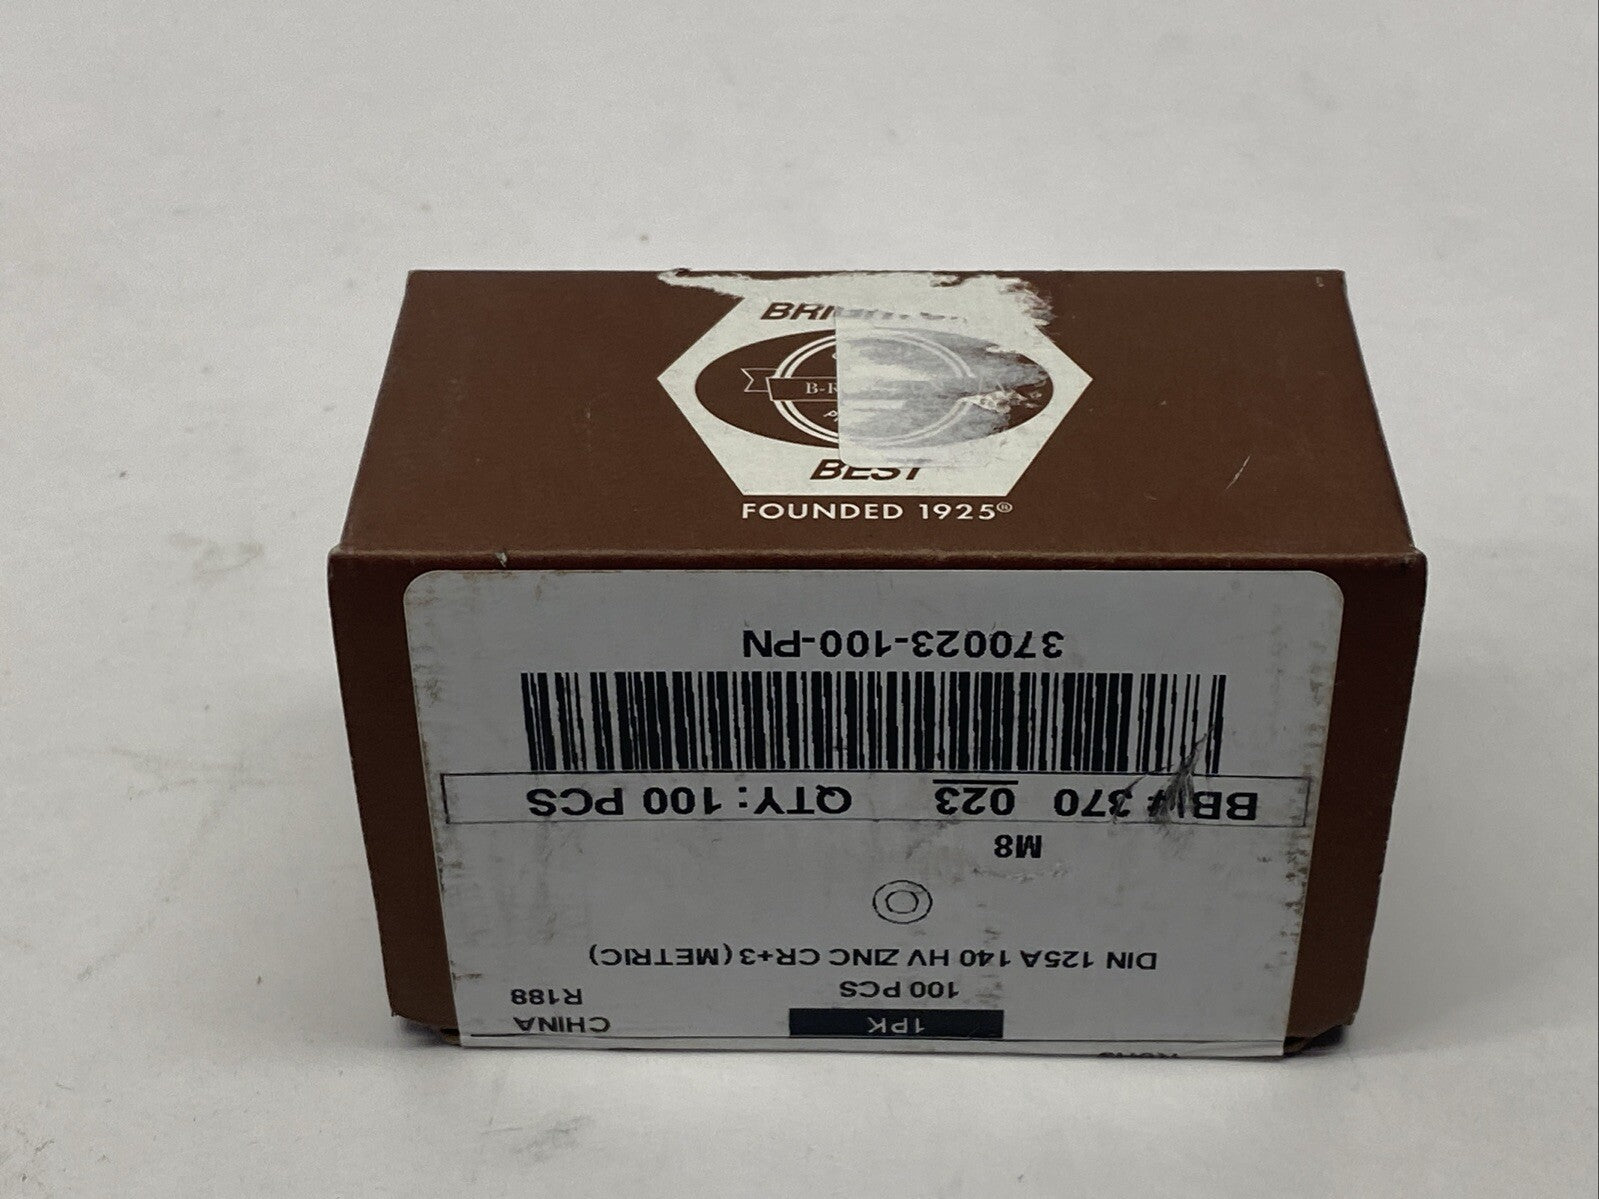 BEST
FOUNDED 1925®
1PK
CHINA
100 PCS
R188
DIN 125A 140 HV ZINC CR+3 (METRIC)
M8
BBI# 370 023 QTY: 100 PCS
370023-100-PN